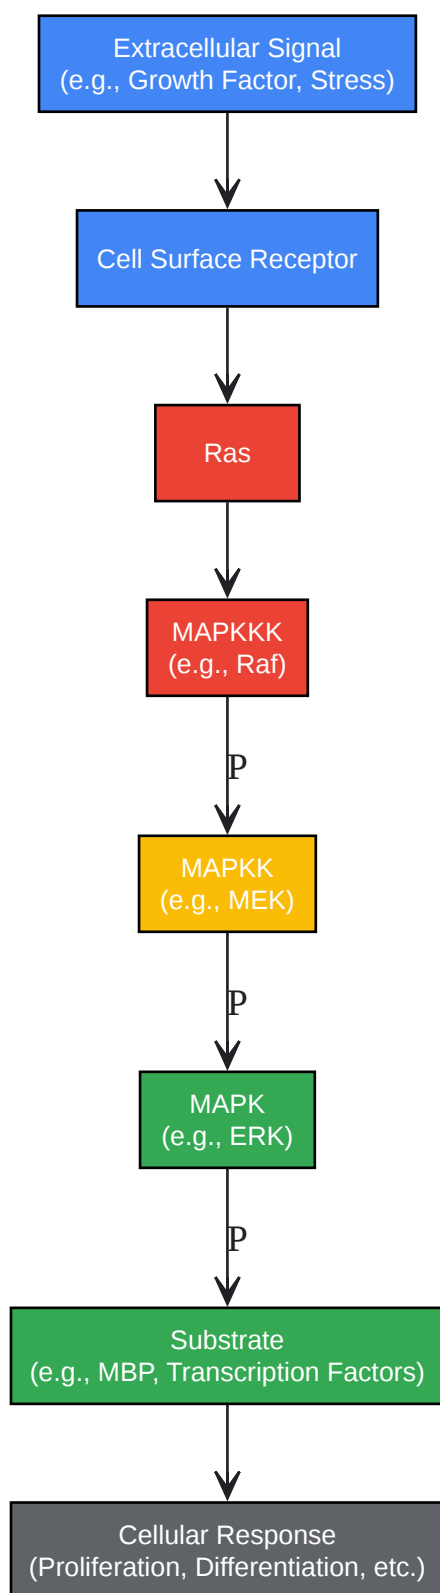 Extracellular Signal
(e.g., Growth Factor, Stress)
Cell Surface Receptor
Ras
MAPKKK
(e.g., Raf)
P
MAPKK
(e.g., MEK)
P
MAPK
(e.g., ERK)
P
Substrate
(e.g., MBP, Transcription Factors)
Cellular Response
(Proliferation, Differentiation, etc.)